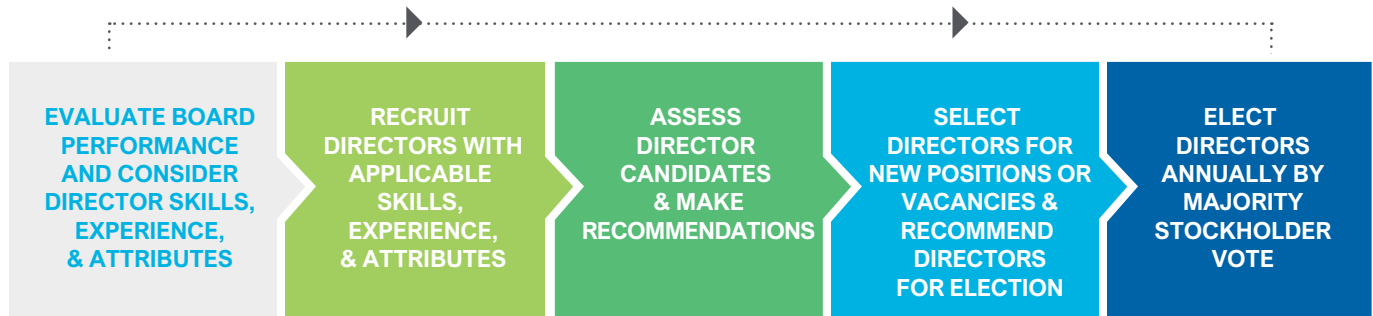 EVALUATE BOARD
PERFORMANCE
AND CONSIDER
DIRECTOR SKILLS,
EXPERIENCE,
& ATTRIBUTES
RECRUIT
DIRECTORS WITH
APPLICABLE
SKILLS,
EXPERIENCE,
& ATTRIBUTES
ASSESS
DIRECTOR
CANDIDATES
& MAKE
RECOMMENDATIONS
SELECT
DIRECTORS FOR
NEW POSITIONS OR
VACANCIES &
RECOMMEND
DIRECTORS
FOR ELECTION
ELECT
DIRECTORS
ANNUALLY BY
MAJORITY
STOCKHOLDER
VOTE